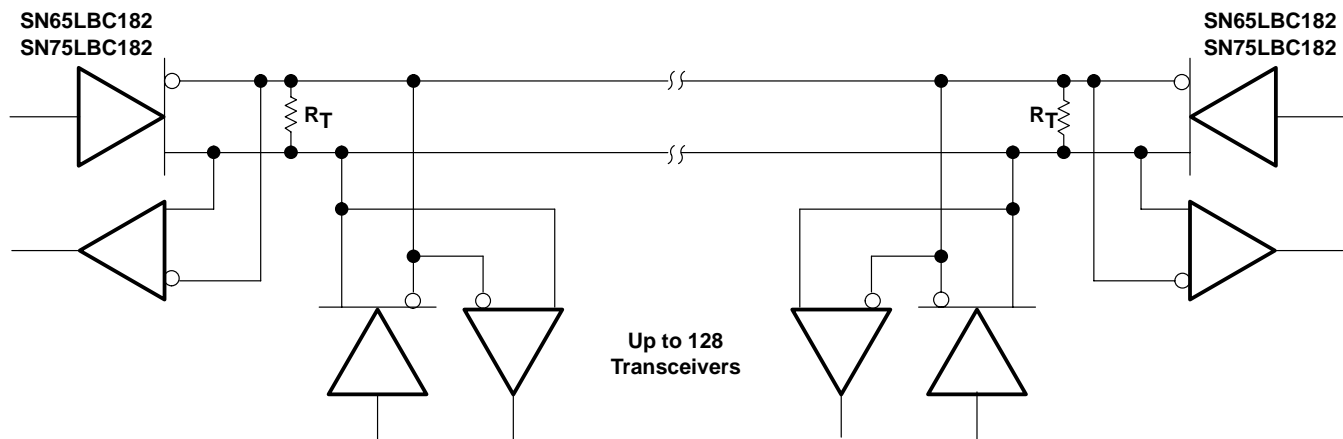 SN65LBC182
SN75LBC182
SN65LBC182
SN75LBC182
RT
RT
Up to 128
Transceivers